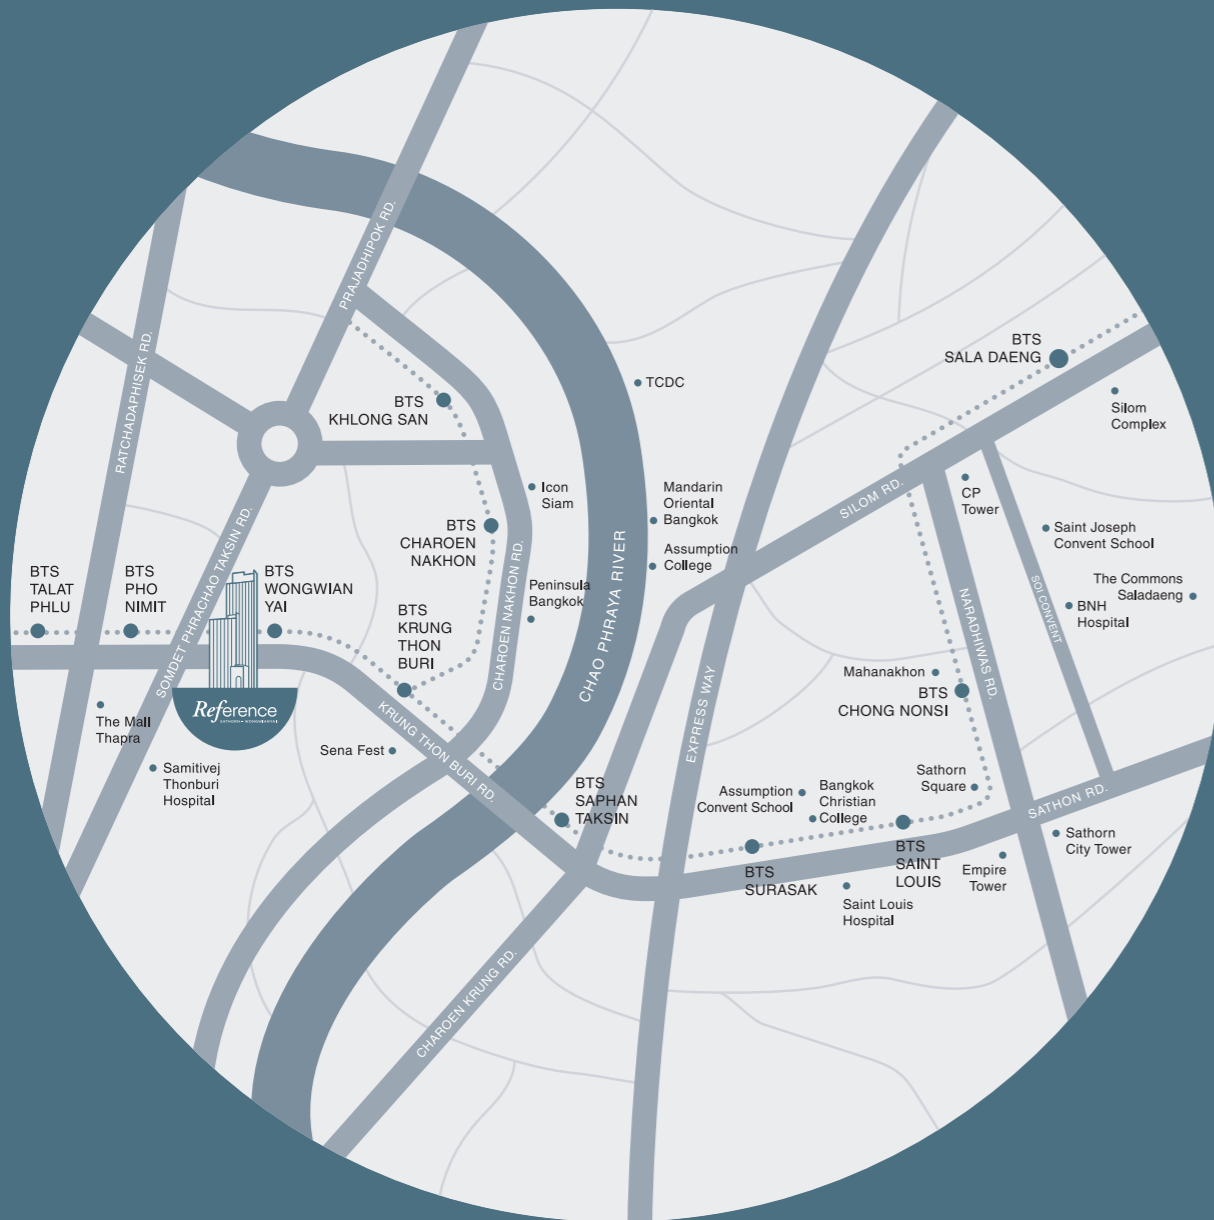 PRAJADHIPOK RD.
RATCHADAPHISEK RD.
BTS
SALA DAENG
TCDC
BTS
KHLONG SAN
Silom
Complex
Icon
Siam
Mandarin
Oriental
Bangkok
SILOM RD.
CP
Tower
BTS
CHAROEN
NAKHON
Saint Joseph
Convent School
Assumption
College
SOMDET PHRACHAO TAKSIN RD.
BTS
TALAT
PHLU
BTS
PHO
NIMIT
BTS
WONGWIAN
YAI
CHAROEN NAKHON RD.
Peninsula
Bangkok
CHAO PHRAYA RIVER
The Commons
Saladaeng
SOI CONVENT
BNH
Hospital
BTS
KRUNG
THON
BURI
NARADHIWAS RD.
Mahanakhon
BTS
CHONG NONSI
EXPRESS WAY
Reference
SATHORN - WONGWIANYAI
The Mall
Thapra
KRUNG THON BURI RD.
Sena Fest
Samitivej
Thonburi
Hospital
BTS
SAPHAN
TAKSIN
Assumption
Convent School
Bangkok
Christian
College
Sathorn
Square
SATHON RD.
Sathorn
City Tower
BTS
SURASAK
BTS
SAINT
LOUIS
Empire
Tower
Saint Louis
Hospital
CHAROEN KRUNG RD.